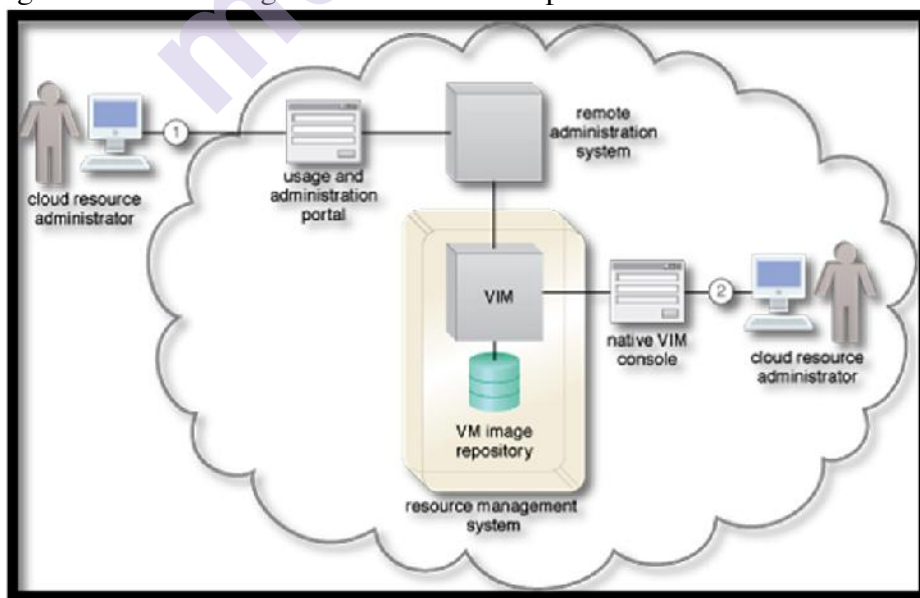 1
cloud resource
administrator
usage and
administration
portal
remote
administration
system
VIM
VM image
repository
resource management
system
native VIM
console
2
cloud resource
administrator